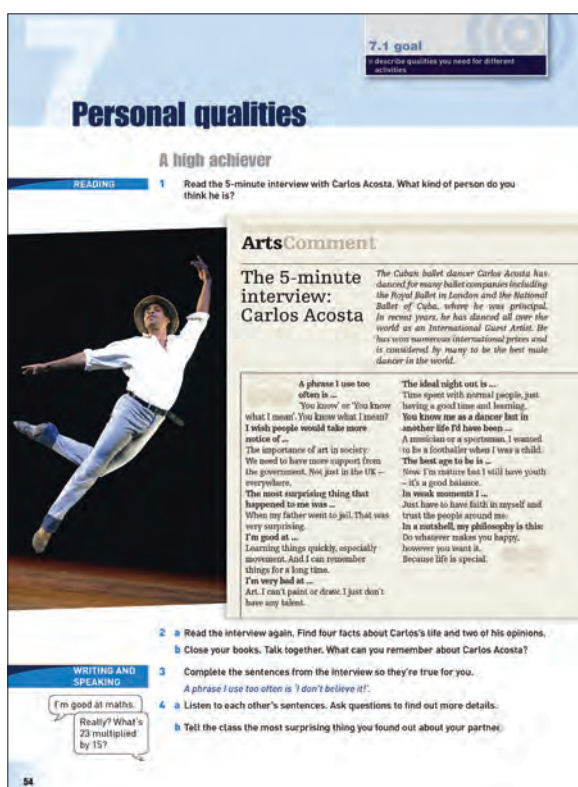 7
7.1 goal
describe qualities you need for different
activities
Personal qualities
A high achiever
READING
1 Read the 5-minute interview with Carlos Acosta. What kind of person do you
think he is?
ArtsComment
The 5-minute
interview:
Carlos Acosta
The Cuban ballet dancer Carlos Acosta has
danced for many ballet companies including
the Royal Ballet in London and the National
Ballet of Cuba, where he was principal.
In recent years, he has danced all over the
world as an International Guest Artist. He
has won numerous international prizes and
is considered by many to be the best male
dancer in the world.
A phrase I use too
often is ...
'You know' or 'You know
what I mean'. You know what I mean?
I wish people would take more
notice of ...
The importance of art in society.
We need to have more support from
the government. Not just in the UK –
everywhere.
The most surprising thing that
happened to me was ...
When my father went to jail. That was
very surprising.
I'm good at ...
Learning things quickly, especially
movement. And I can remember
things for a long time.
I'm very bad at ...
Art. I can't paint or draw. I just don't
have any talent.
The ideal night out is ...
Time spent with normal people, just
having a good time and learning.
You know me as a dancer but in
another life I'd have been ...
A musician or a sportsman. I wanted
to be a footballer when I was a child.
The best age to be is ...
Now. I'm mature but I still have youth
– it's a good balance.
In weak moments I ...
Just have to have faith in myself and
trust the people around me.
In a nutshell, my philosophy is this:
Do whatever makes you happy,
however you want it.
Because life is special.
2 a Read the interview again. Find four facts about Carlos's life and two of his opinions.
b Close your books. Talk together. What can you remember about Carlos Acosta?
WRITING AND
SPEAKING
3 Complete the sentences from the interview so they're true for you.
A phrase I use too often is 'I don't believe it!'.
4 a Listen to each other's sentences. Ask questions to find out more details.
b Tell the class the most surprising thing you found out about your partner
I'm good at maths.
Really? What's
23 multiplied
by 15?
54